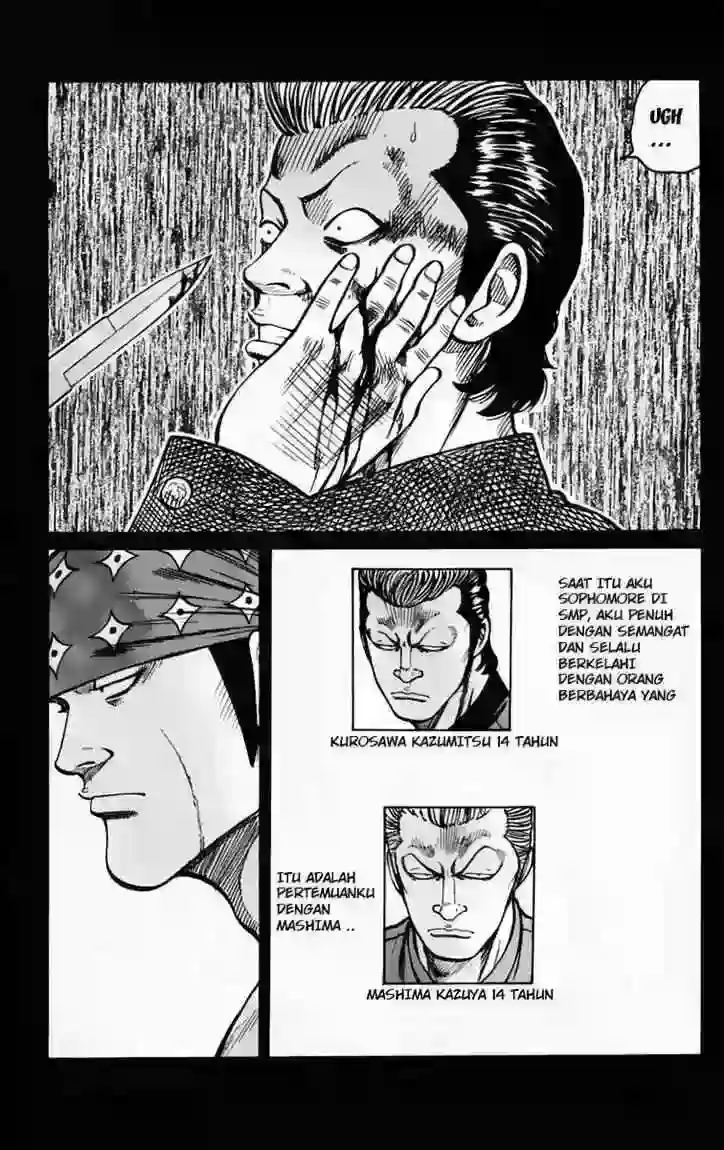 UGH
...
SAAT ITU AKU
SOPHOMORE DI
SMP, AKU PENUH
DENGAN SEMANGAT
DAN SELALU
BERKELAHI
DENGAN ORANG
BERBAHAYA YANG
KUROSAWA KAZUMITSU 14 TAHUN
ITU ADALAH
PERTEMUANKU
DENGAN
MASHIMA ..
MASHIMA KAZUYA 14 TAHUN